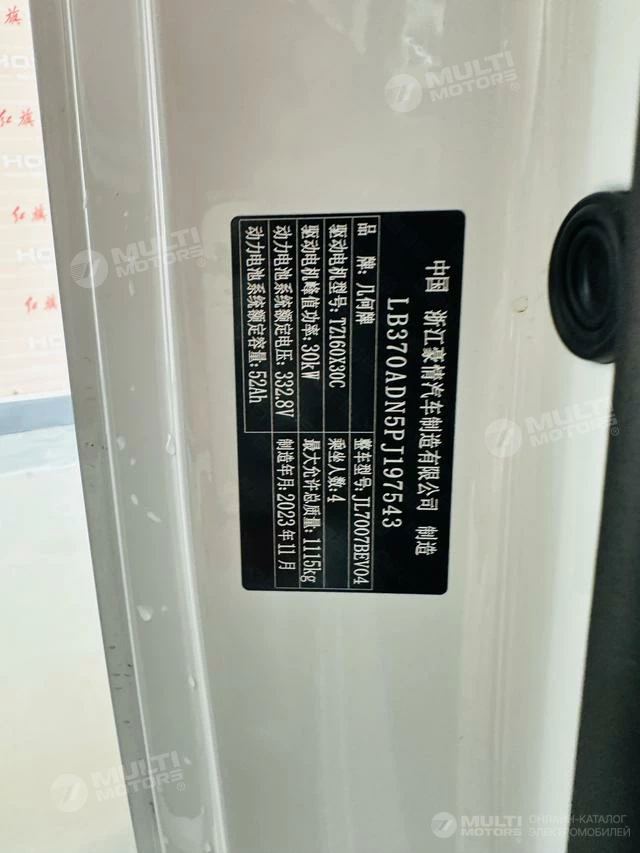 中国 浙江豪情汽车制造有限公司 制造
LB370ADN5PJ197543
品 牌：几何牌 整车型号：JL7007BEV04
驱动电机型号：TZ160X30C 乘坐人数：4
驱动电机峰值功率：30kW 最大允许总质量：1115kg
动力电池系统额定电压：332.8V 制造年月：2023年11月
动力电池系统额定容量：52Ah
红旗
HO
红旗
红旗
HO
红旗
MULTI
MOTORS
MULTI
MOTORS
MULTI
MOTORS
MULTI
MOTORS
ОНЛАЙН-КАТАЛОГ
ЭЛЕКТРОМОБИЛЕЙ